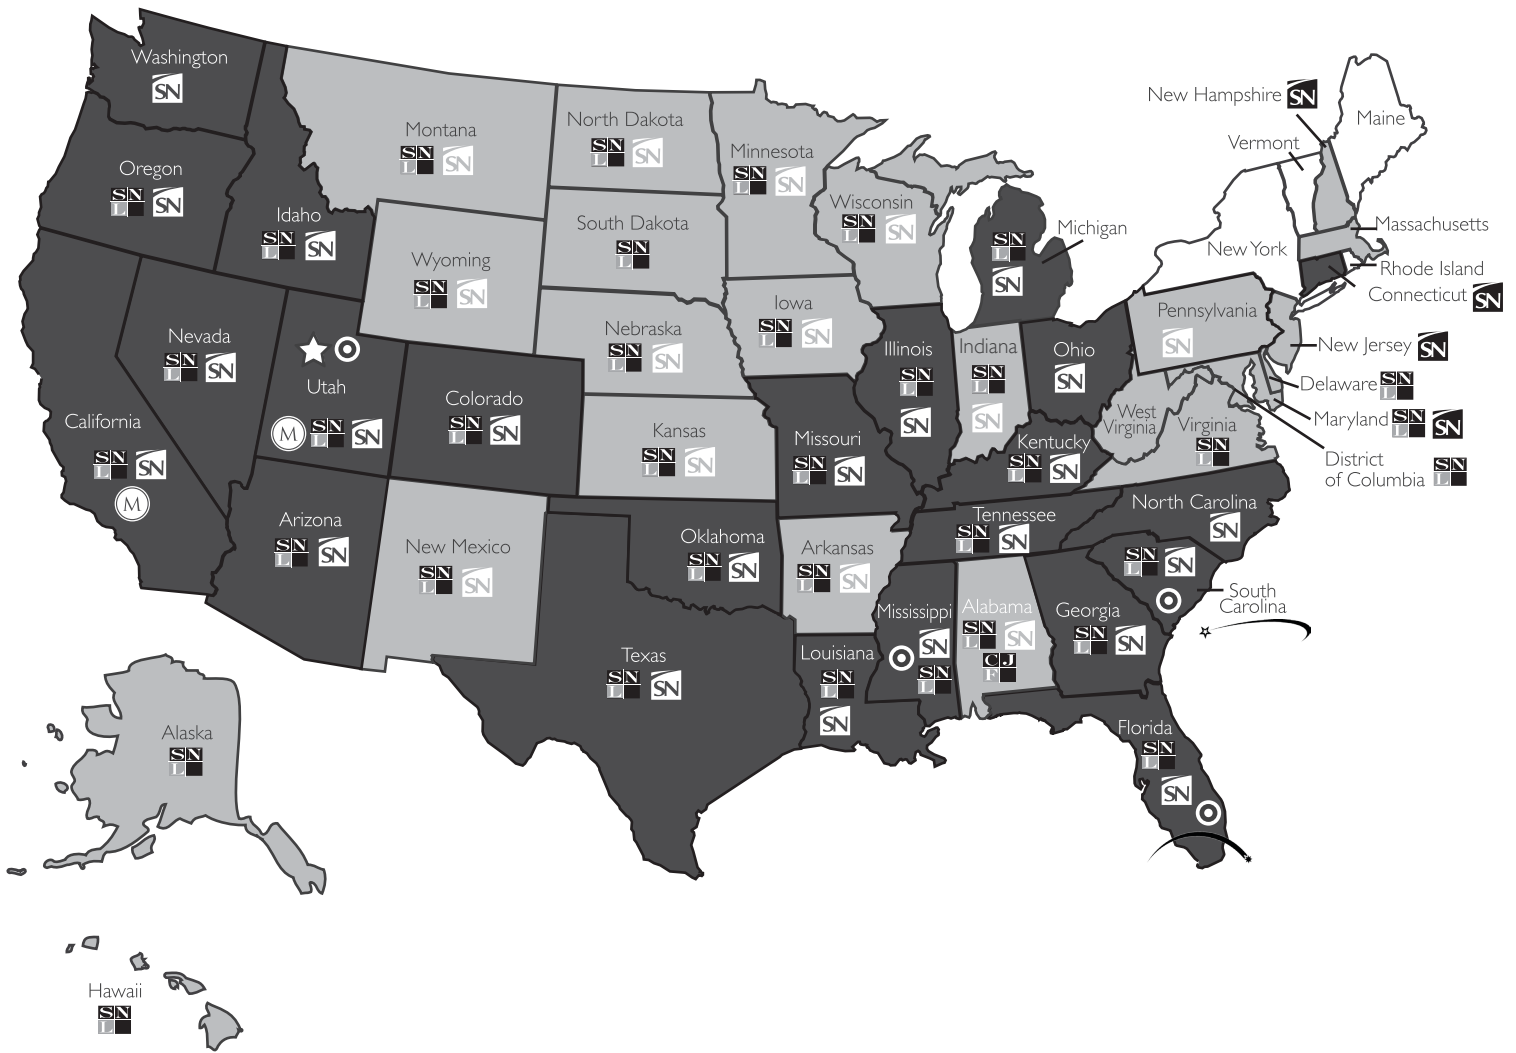 Washington
SN
Oregon
SN
L
SN
Idaho
SN
L
SN
Montana
SN
L
SN
North Dakota
SN
L
SN
Minnesota
SN
L
SN
Wisconsin
SN
L
SN
Michigan
SN
L
SN
New Hampshire SN
Vermont
Maine
Massachusetts
New York
Rhode Island
Connecticut SN
Wyoming
SN
L
SN
South Dakota
SN
L
Nebraska
SN
L
SN
Iowa
SN
L
SN
Illinois
SN
L
SN
Indiana
SN
L
SN
Ohio
SN
Pennsylvania
SN
New Jersey SN
Delaware SN
L
Maryland SN
L
SN
District
of Columbia
SN
L
West
Virginia
Virginia
SN
L
Nevada
SN
L
SN
Utah
M
SN
L
SN
Colorado
SN
L
SN
Kansas
SN
L
SN
Missouri
SN
L
SN
Kentucky
SN
L
SN
California
SN
L
SN
M
Arizona
SN
L
SN
New Mexico
SN
L
SN
Oklahoma
SN
L
SN
Arkansas
SN
L
SN
Tennessee
SN
L
SN
North Carolina
SN
SN
L
SN
South
Carolina
Texas
SN
L
SN
Louisiana
SN
L
SN
Mississippi
SN
SN
L
Alabama
SN
L
SN
CJ
F
Georgia
SN
L
SN
Florida
SN
L
SN
Alaska
SN
L
Hawaii
SN
L